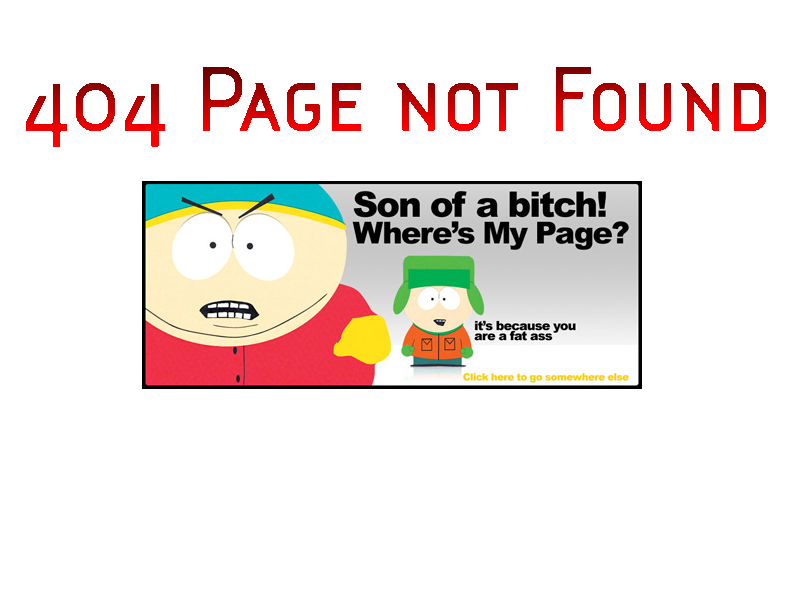 404 Page not Found
Son of a bitch!
Where's My Page?
it's because you
are a fat ass
Click here to go somewhere else